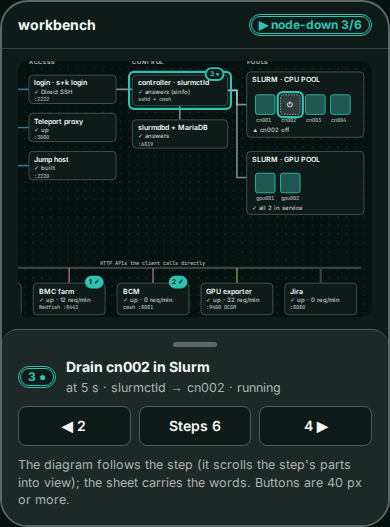 workbench
▶ node-down 3/6
ACCESS
CONTROL
POOLS
login · s+k login
✓ Direct SSH
:2222
Teleport proxy
✓ up
:3080
Jump host
✓ built
:2220
3 ●
controller · slurmctld
✓ answers (sinfo)
sshd + cmsh
slurmdbd + MariaDB
✓ answers
:6819
SLURM · CPU POOL
cn001 cn002 cn003 cn004
▲ cn002 off
SLURM · GPU POOL
gpu001 gpu002
✓ all 2 in service
HTTP APIs the client calls directly
1 ✓
BMC farm
✓ up · 12 req/min
Redfish :8443
2 ✓
BCM
✓ up · 0 req/min
cmsh :8081
GPU exporter
✓ up · 32 req/min
:9400 DCGM
Jira
✓ up · 0 req/min
:8080
3 ●
Drain cn002 in Slurm
at 5 s · slurmctld → cn002 · running
◀ 2
Steps 6
4 ▶
The diagram follows the step (it scrolls the step's parts
into view); the sheet carries the words. Buttons are 40 px
or more.